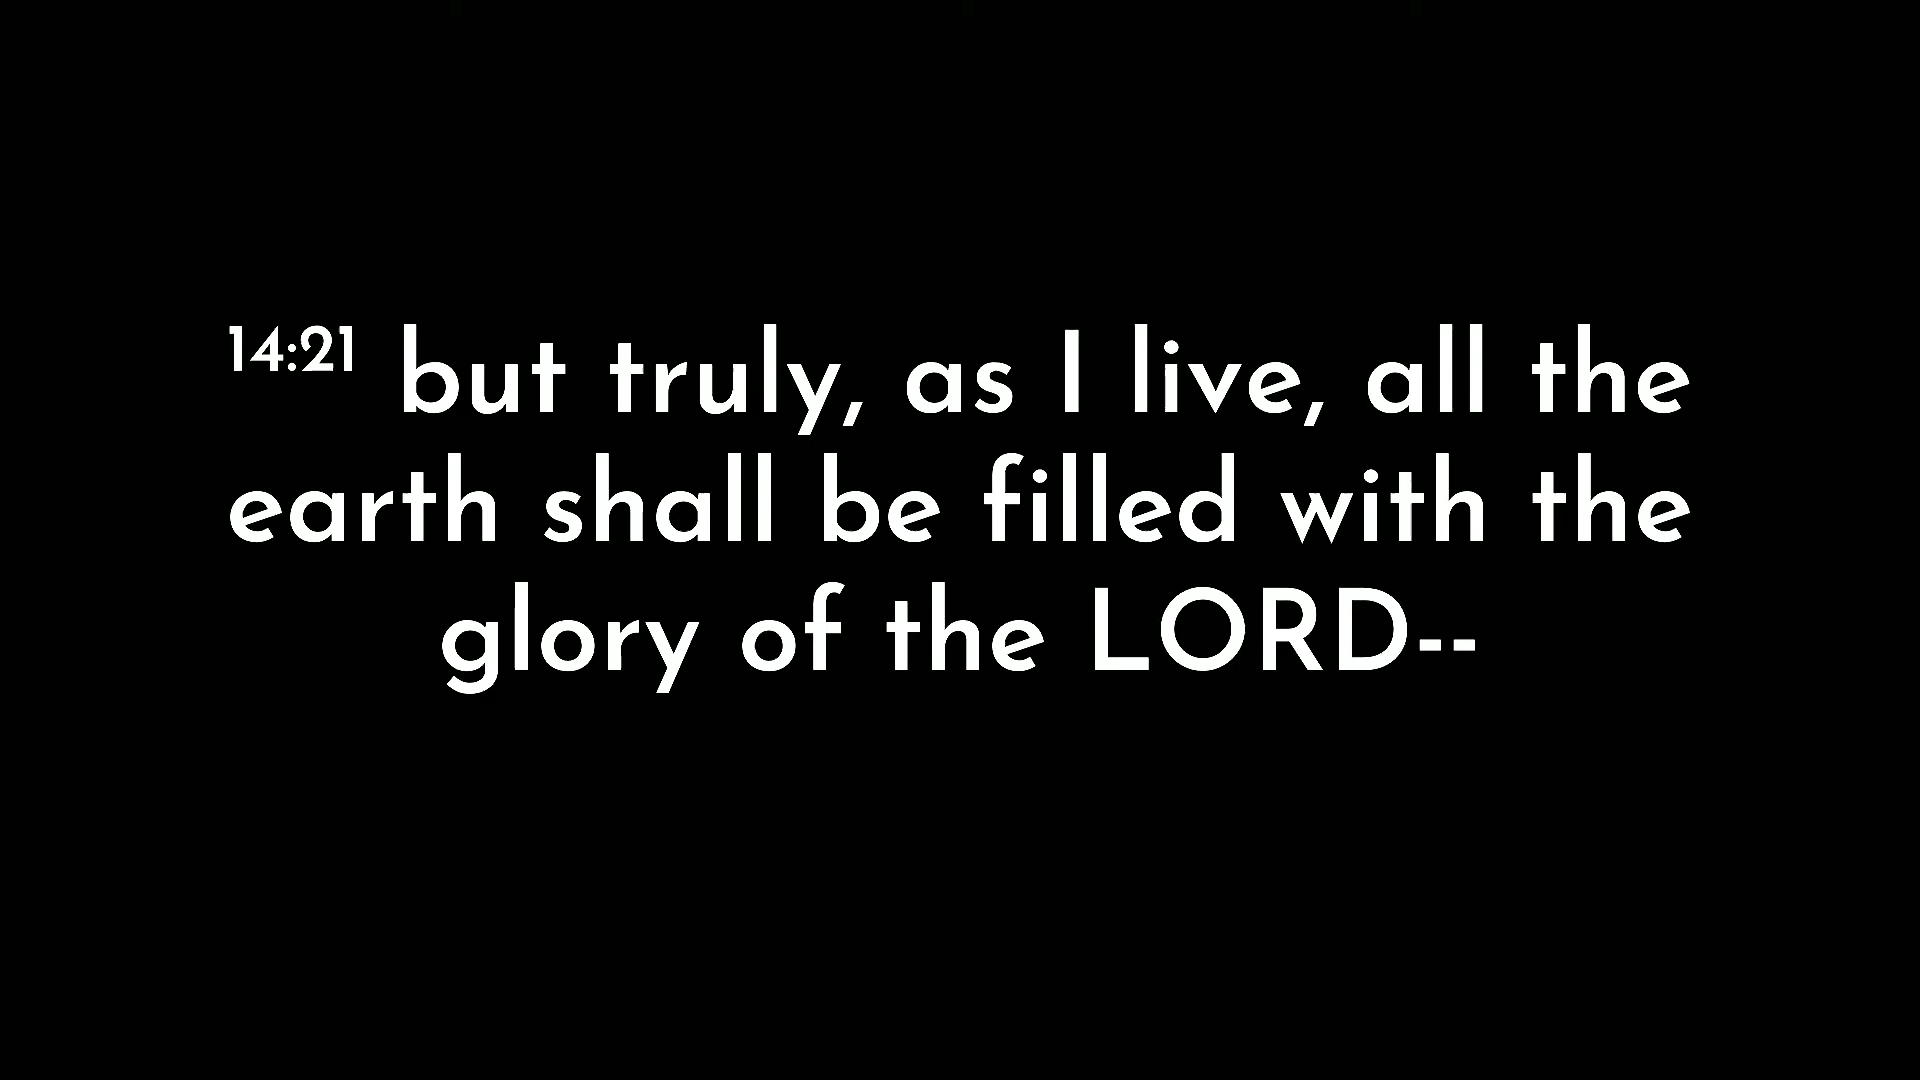 14:21 but truly, as I live, all the
earth shall be filled with the
glory of the LORD--